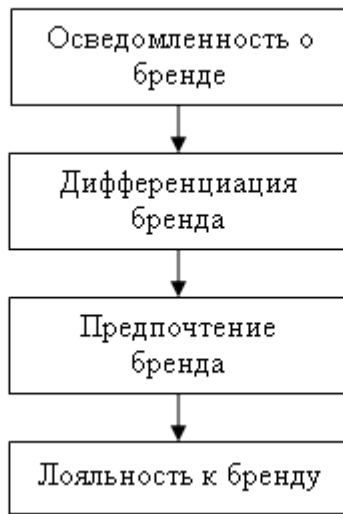 Осведомленность о
бренде
Дифференциация
бренда
Предпочтение
бренда
Лояльность к бренду